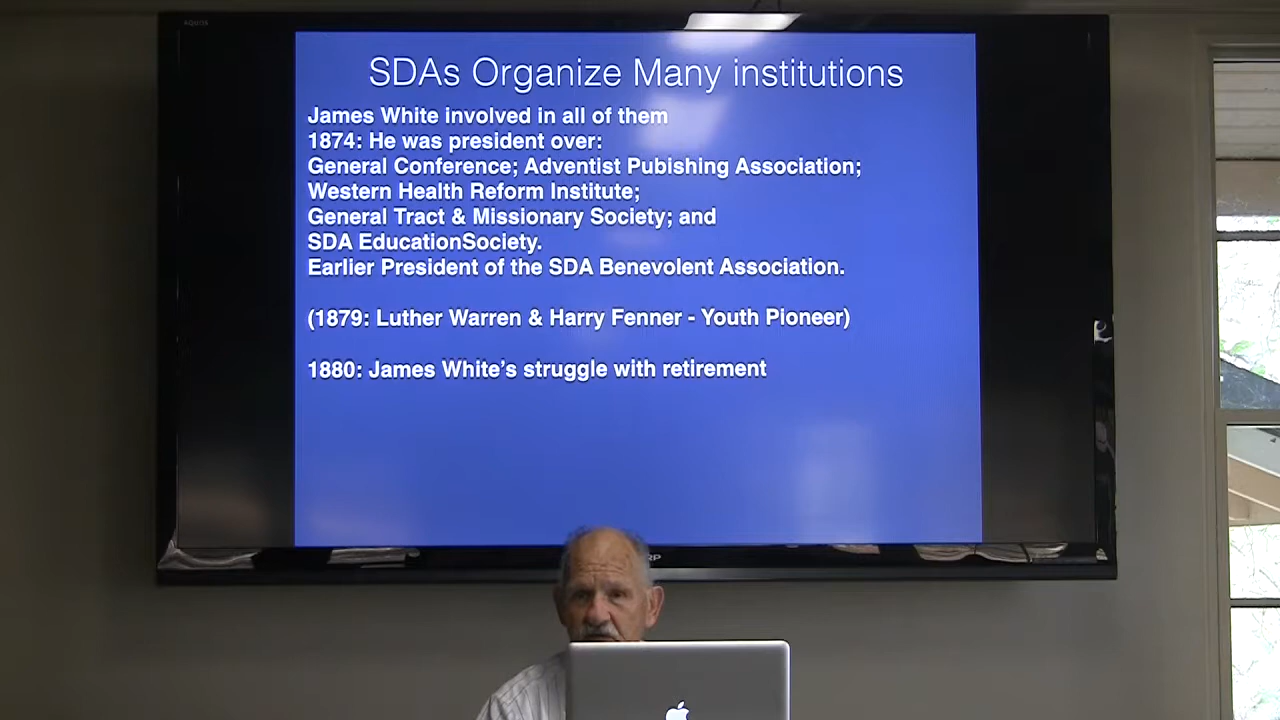 AQUOS
SDAs Organize Many institutions
James White involved in all of them
1874: He was president over:
General Conference; Adventist Pubishing Association;
Western Health Reform Institute;
General Tract & Missionary Society; and
SDA EducationSociety.
Earlier President of the SDA Benevolent Association.
(1879: Luther Warren & Harry Fenner - Youth Pioneer)
1880: James White’s struggle with retirement
RP